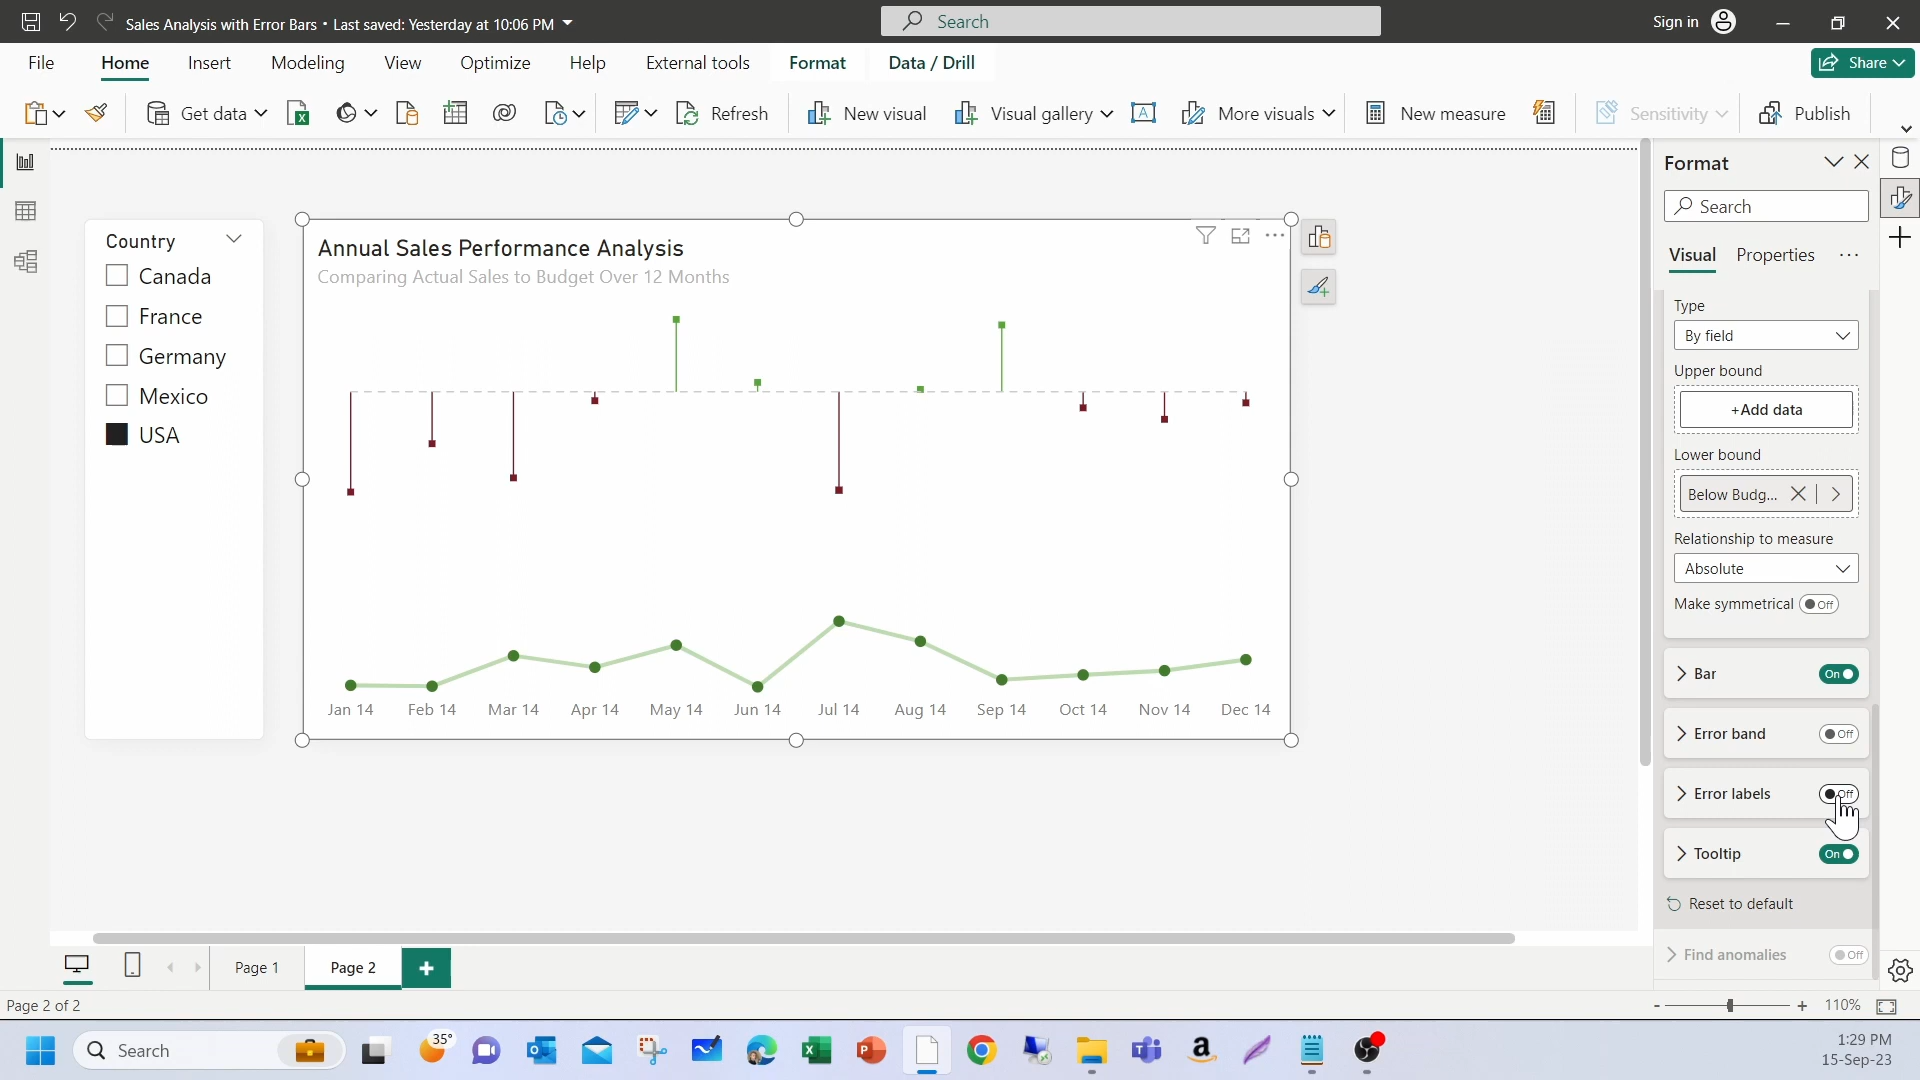 Sales Analysis with Error Bars • Last saved: Yesterday at 10:06 PM
Search
Sign in
File Home Insert Modeling View Optimize Help External tools Format Data / Drill
Share
Get data Refresh New visual Visual gallery A More visuals New measure Sensitivity Publish
Format
Search
Visual Properties
Type
By field
Upper bound
+Add data
Lower bound
Below Budg...
Relationship to measure
Absolute
Make symmetrical Off
Bar On
Error band Off
Error labels Off
Tooltip On
Reset to default
Find anomalies Off
Country
Canada
France
Germany
Mexico
USA
Annual Sales Performance Analysis
Comparing Actual Sales to Budget Over 12 Months
Jan 14 Feb 14 Mar 14 Apr 14 May 14 Jun 14 Jul 14 Aug 14 Sep 14 Oct 14 Nov 14 Dec 14
Page 1 Page 2
Page 2 of 2
110%
Search
35°
1:29 PM
15-Sep-23